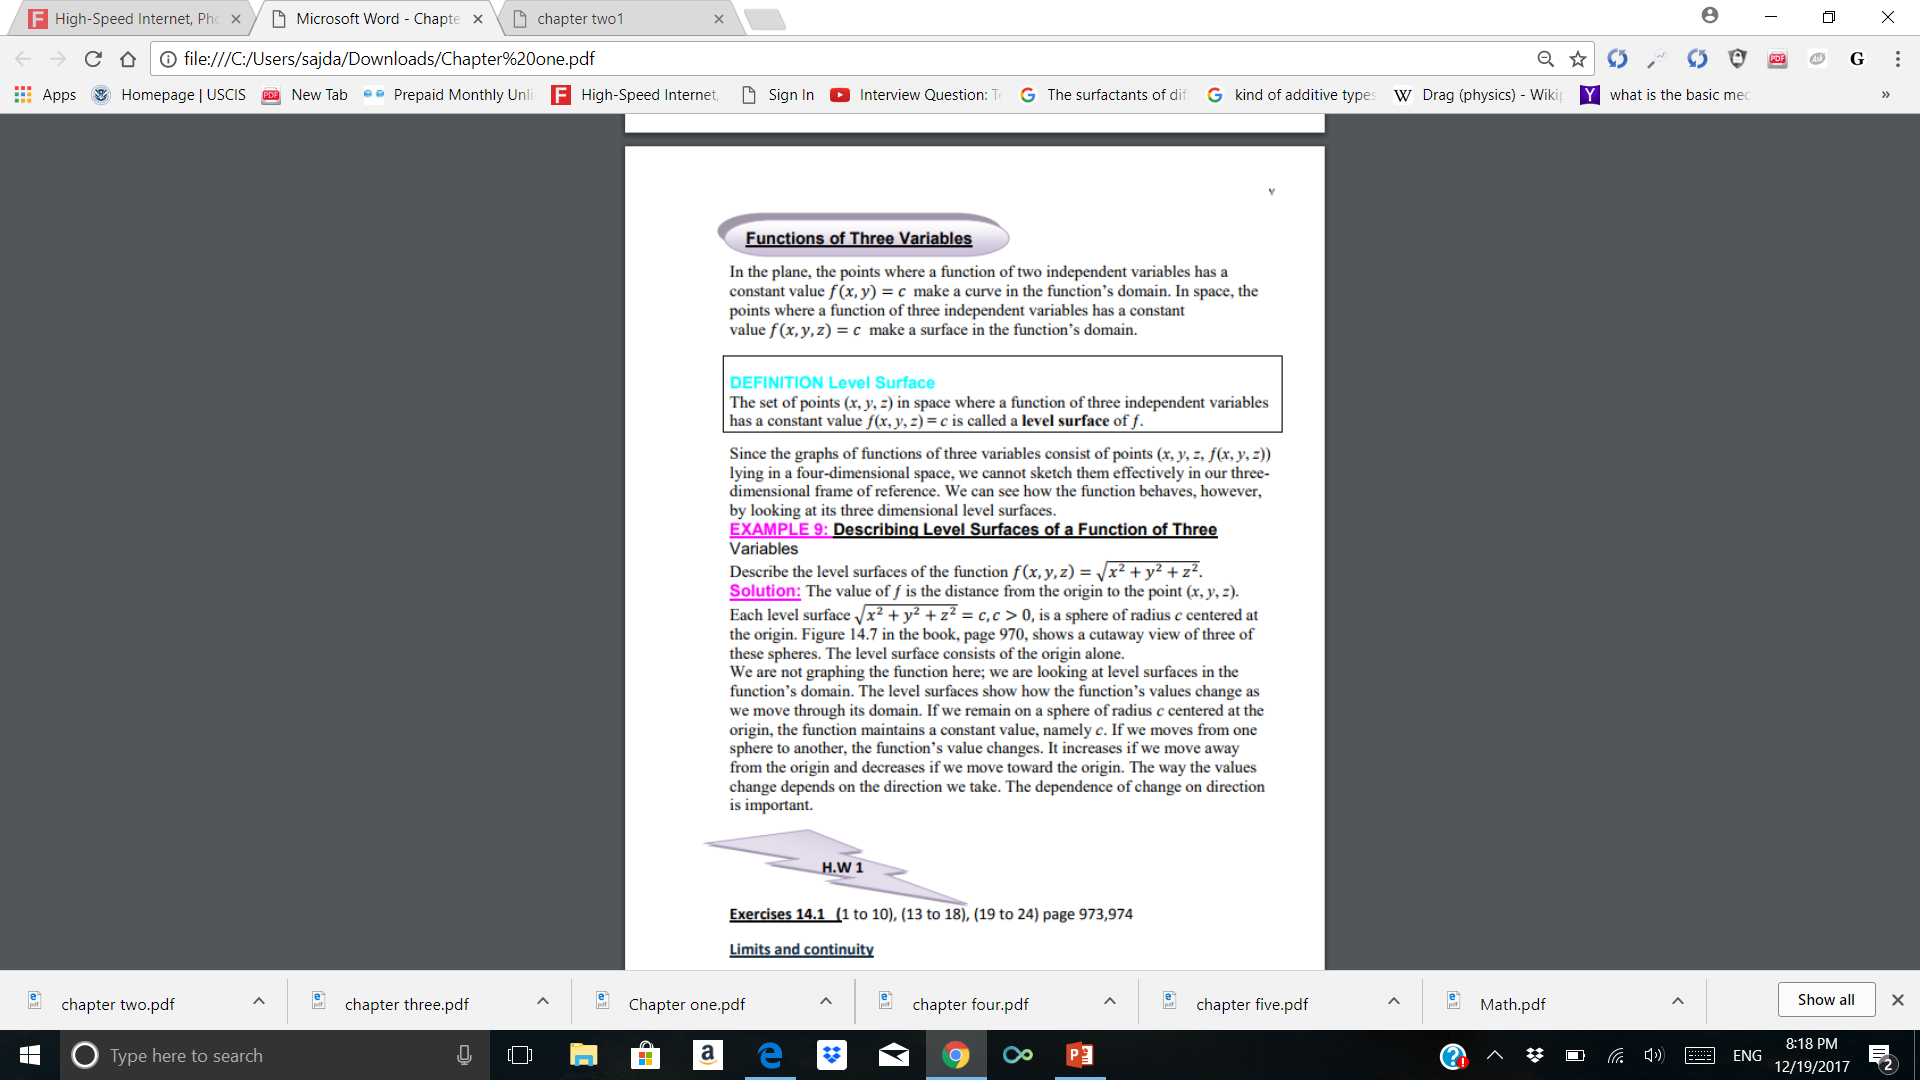 High-Speed Internet, Pho
Microsoft Word - Chapte
chapter two1
file:///C:/Users/sajda/Downloads/Chapter%20one.pdf
Apps
Homepage | USCIS
New Tab
Prepaid Monthly Unli
High-Speed Internet,
Sign In
Interview Question: Te
The surfactants of dif
kind of additive types
Drag (physics) - Wikip
what is the basic mec
»
٧
Functions of Three Variables
In the plane, the points where a function of two independent variables has a
constant value f(x, y) = c make a curve in the function's domain. In space, the
points where a function of three independent variables has a constant
value f(x, y, z) = c make a surface in the function's domain.
DEFINITION Level Surface
The set of points (x, y, z) in space where a function of three independent variables
has a constant value f(x, y, z) = c is called a level surface of f.
Since the graphs of functions of three variables consist of points (x, y, z, f(x, y, z))
lying in a four-dimensional space, we cannot sketch them effectively in our three-
dimensional frame of reference. We can see how the function behaves, however,
by looking at its three dimensional level surfaces.
EXAMPLE 9: Describing Level Surfaces of a Function of Three
Variables
Describe the level surfaces of the function f(x, y, z) = √x² + y² + z².
Solution: The value of f is the distance from the origin to the point (x, y, z).
Each level surface √x² + y² + z² = c, c > 0, is a sphere of radius c centered at
the origin. Figure 14.7 in the book, page 970, shows a cutaway view of three of
these spheres. The level surface consists of the origin alone.
We are not graphing the function here; we are looking at level surfaces in the
function's domain. The level surfaces show how the function's values change as
we move through its domain. If we remain on a sphere of radius c centered at the
origin, the function maintains a constant value, namely c. If we moves from one
sphere to another, the function's value changes. It increases if we move away
from the origin and decreases if we move toward the origin. The way the values
change depends on the direction we take. The dependence of change on direction
is important.
H.W 1
Exercises 14.1 (1 to 10), (13 to 18), (19 to 24) page 973,974
Limits and continuity
chapter two.pdf
chapter three.pdf
Chapter one.pdf
chapter four.pdf
chapter five.pdf
Math.pdf
Show all
Type here to search
ENG
8:18 PM
12/19/2017
2